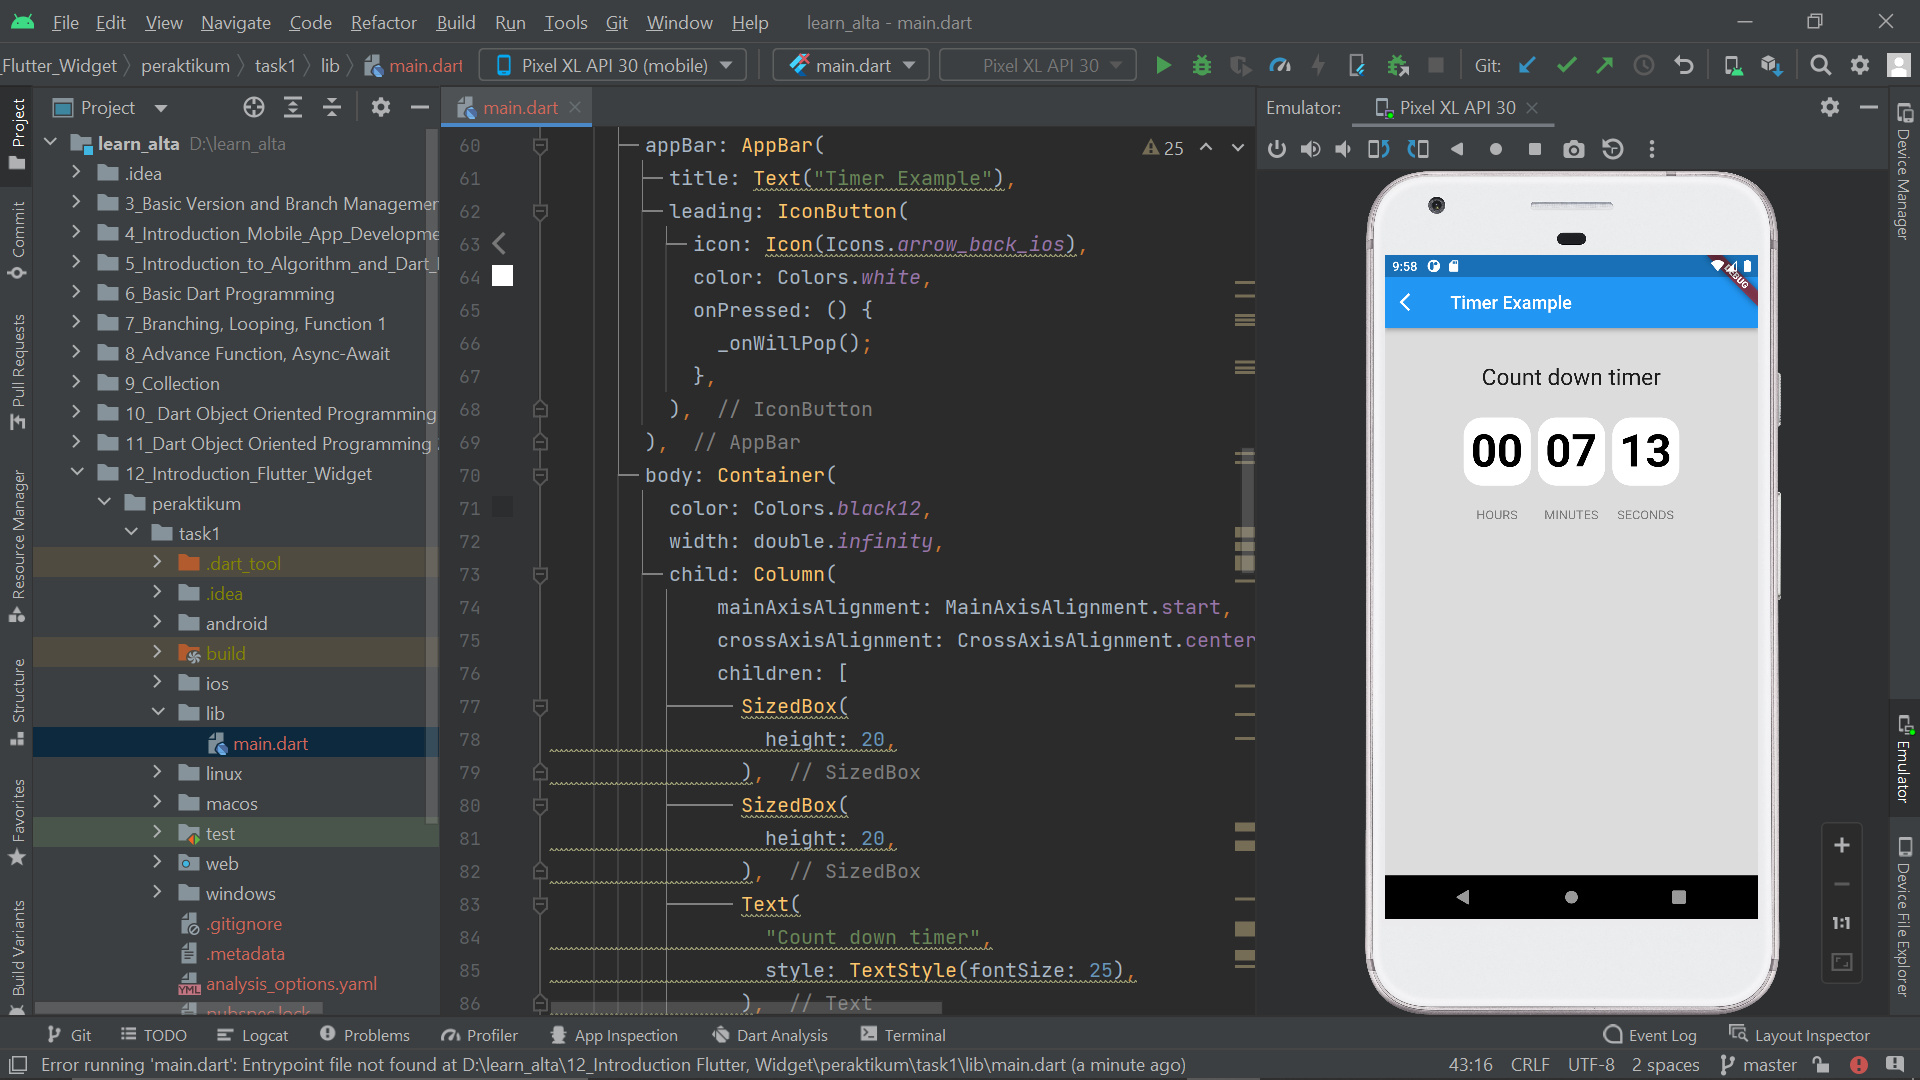 File Edit View Navigate Code Refactor Build Run Tools Git Window Help learn_alta - main.dart
_Flutter_Widget peraktikum task1 lib main.dart Pixel XL API 30 (mobile) main.dart Pixel XL API 30 Git:
Project
main.dart
Emulator: Pixel XL API 30
learn_alta D:\learn_alta
.idea
3_Basic Version and Branch Managemen
4_Introduction_Mobile_App_Developme
5_Introduction_to_Algorithm_and_Dart_
6_Basic Dart Programming
7_Branching, Looping, Function 1
8_Advance Function, Async-Await
9_Collection
10_ Dart Object Oriented Programming
11_Dart Object Oriented Programming
12_Introduction_Flutter_Widget
peraktikum
task1
.dart_tool
.idea
android
build
ios
lib
main.dart
linux
macos
test
web
windows
.gitignore
.metadata
analysis_options.yaml
pubspec.lock
Project
Commit
Pull Requests
Resource Manager
Structure
Favorites
Build Variants
25
60 appBar: AppBar(
61 title: Text("Timer Example"),
62 leading: IconButton(
63 icon: Icon(Icons.arrow_back_ios),
64 color: Colors.white,
65 onPressed: () {
66 _onWillPop();
67 },
68 ), // IconButton
69 ), // AppBar
70 body: Container(
71 color: Colors.black12,
72 width: double.infinity,
73 child: Column(
74 mainAxisAlignment: MainAxisAlignment.start,
75 crossAxisAlignment: CrossAxisAlignment.center
76 children: [
77 SizedBox(
78 height: 20,
79 ), // SizedBox
80 SizedBox(
81 height: 20,
82 ), // SizedBox
83 Text(
84 "Count down timer",
85 style: TextStyle(fontSize: 25),
86 ), // Text
9:58
DEBUG
Timer Example
Count down timer
00 07 13
HOURS MINUTES SECONDS
1:1
Device Manager
Emulator
Device File Explorer
Git TODO Logcat Problems Profiler App Inspection Dart Analysis Terminal Event Log Layout Inspector
Error running 'main.dart': Entrypoint file not found at D:\learn_alta\12_Introduction Flutter, Widget\peraktikum\task1\lib\main.dart (a minute ago) 43:16 CRLF UTF-8 2 spaces master